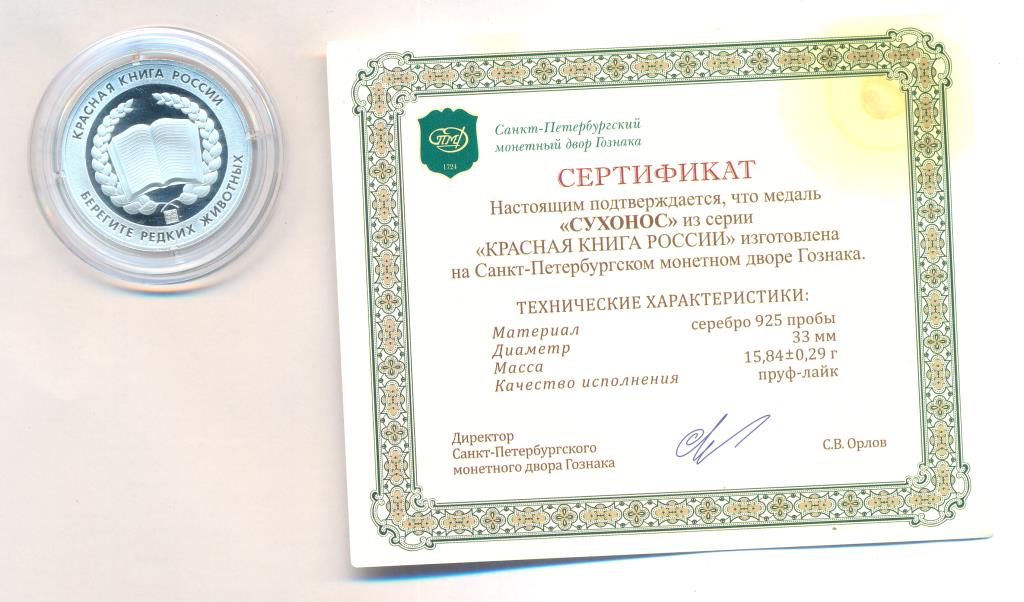 КРАСНАЯ КНИГА РОССИИ
БЕРЕГИТЕ РЕДКИХ ЖИВОТНЫХ
СПМД
1724
Санкт-Петербургский
монетный двор Гознака
СЕРТИФИКАТ
Настоящим подтверждается, что медаль
«СУХОНОС» из серии
«КРАСНАЯ КНИГА РОССИИ» изготовлена
на Санкт-Петербургском монетном дворе Гознака.
ТЕХНИЧЕСКИЕ ХАРАКТЕРИСТИКИ:
Материал серебро 925 пробы
Диаметр 33 мм
Масса 15,84±0,29 г
Качество исполнения пруф-лайк
Директор
Санкт-Петербургского
монетного двора Гознака
С.В. Орлов